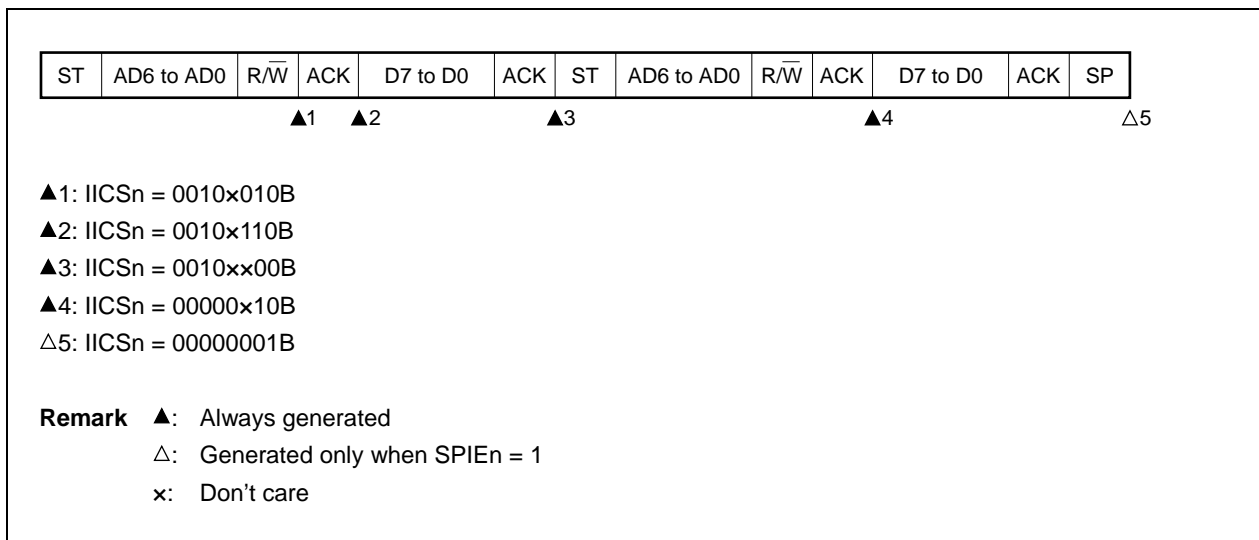 ST AD6 to AD0 R/W̅ ACK D7 to D0 ACK ST AD6 to AD0 R/W̅ ACK D7 to D0 ACK SP
▲1 ▲2 ▲3 ▲4 △5
▲1: IICSn = 0010×010B
▲2: IICSn = 0010×110B
▲3: IICSn = 0010××00B
▲4: IICSn = 00000×10B
△5: IICSn = 00000001B
Remark ▲: Always generated
△: Generated only when SPIEn = 1
×: Don't care